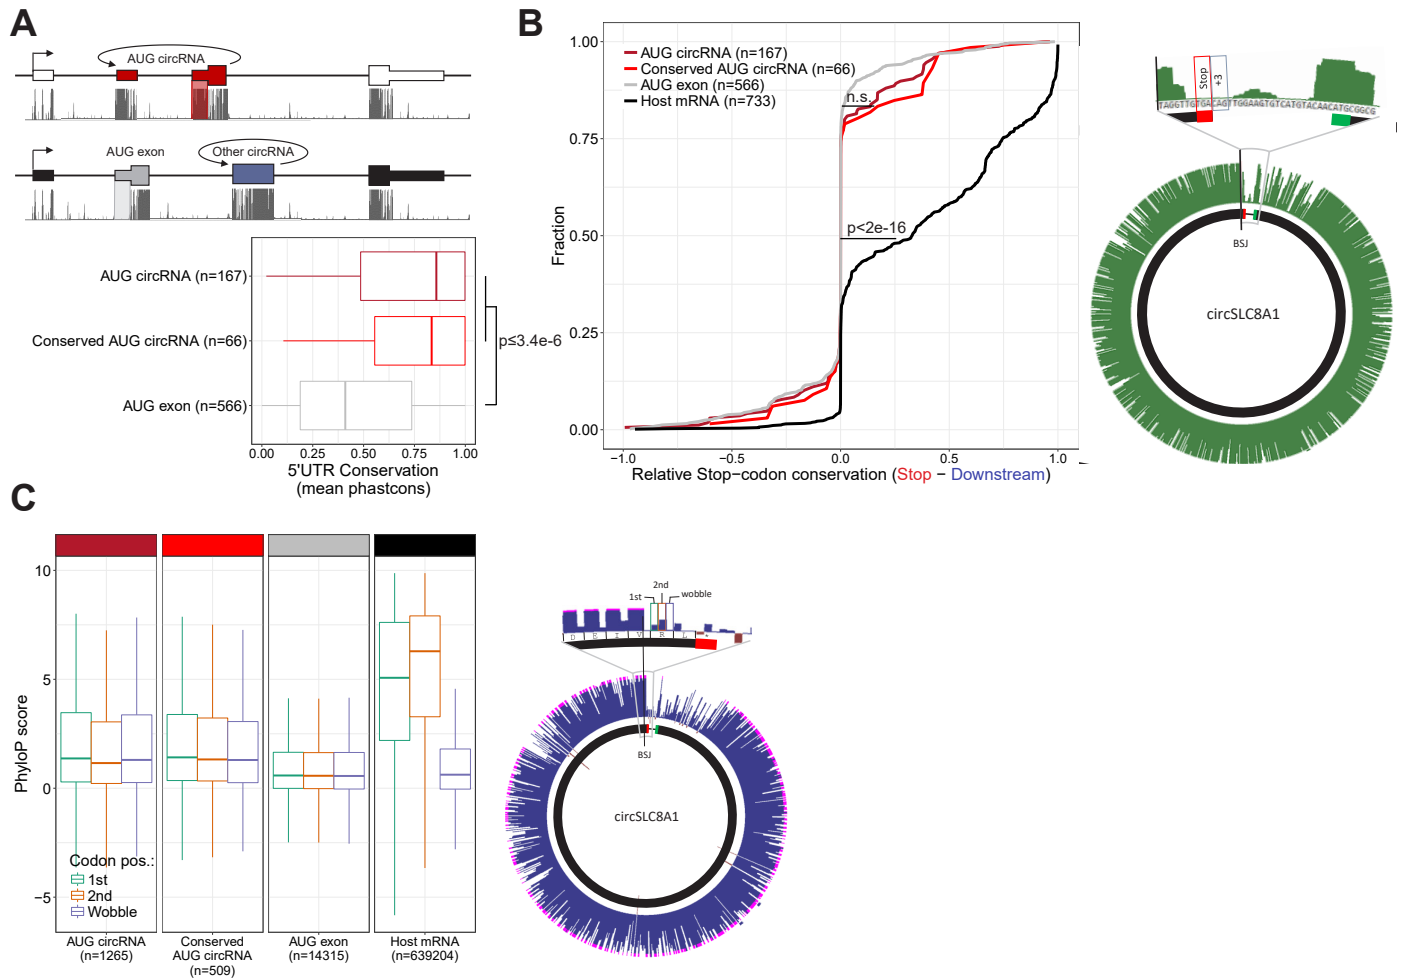 A
AUG circRNA
AUG exon
Other circRNA
AUG circRNA (n=167)
Conserved AUG circRNA (n=66)
AUG exon (n=566)
p≤3.4e-6
0.00 0.25 0.50 0.75 1.00
5'UTR Conservation
(mean phastcons)
B
AUG circRNA (n=167)
Conserved AUG circRNA (n=66)
AUG exon (n=566)
Host mRNA (n=733)
n.s.
p<2e-16
1.00
0.75
0.50
0.25
0.00
Fraction
−1.0 −0.5 0.0 0.5 1.0
Relative Stop−codon conservation (Stop − Downstream)
Stop
+3
TAGGTTGTGACAGTTGGAAGTGTCATGTACAACATGCGGCG
BSJ
circSLC8A1
C
10
5
0
−5
PhyloP score
Codon pos.:
1st
2nd
Wobble
AUG circRNA
(n=1265)
Conserved
AUG circRNA
(n=509)
AUG exon
(n=14315)
Host mRNA
(n=639204)
2nd
1st wobble
D E I V R L *
BSJ
circSLC8A1